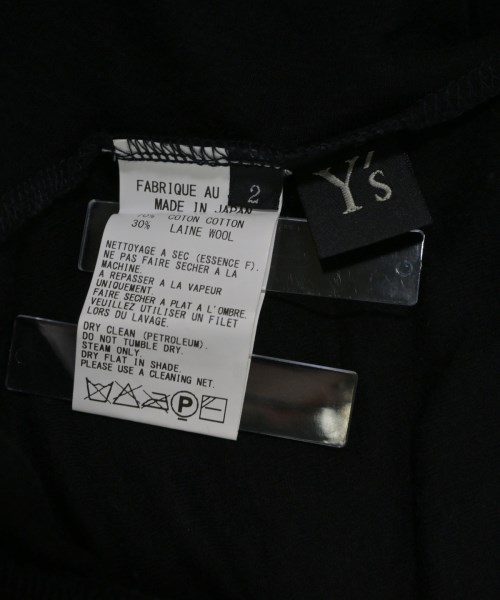 FABRIQUE AU
2
Y's
MADE IN JAPAN
COTON COTTON
30% LAINE WOOL
NETTOYAGE A SEC (ESSENCE F).
NE PAS FAIRE SECHER A LA
MACHINE.
A REPASSER A LA VAPEUR
UNIQUEMENT.
FAIRE SECHER A PLAT A L'OMBRE.
VEUILLEZ UTILISER UN FILET
LORS DU LAVAGE.
DRY CLEAN (PETROLEUM).
DO NOT TUMBLE DRY.
STEAM ONLY.
DRY FLAT IN SHADE.
PLEASE USE A CLEANING NET.
P